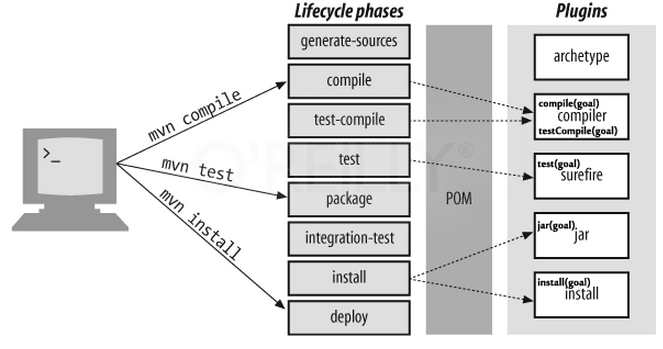 Lifecycle phases
Plugins
generate-sources
compile
test-compile
test
package
integration-test
install
deploy
mvn compile
mvn test
mvn install
>_
POM
archetype
compile(goal)
compiler
testCompile(goal)
test(goal)
surefire
jar(goal)
jar
install(goal)
install
O'REILLY®